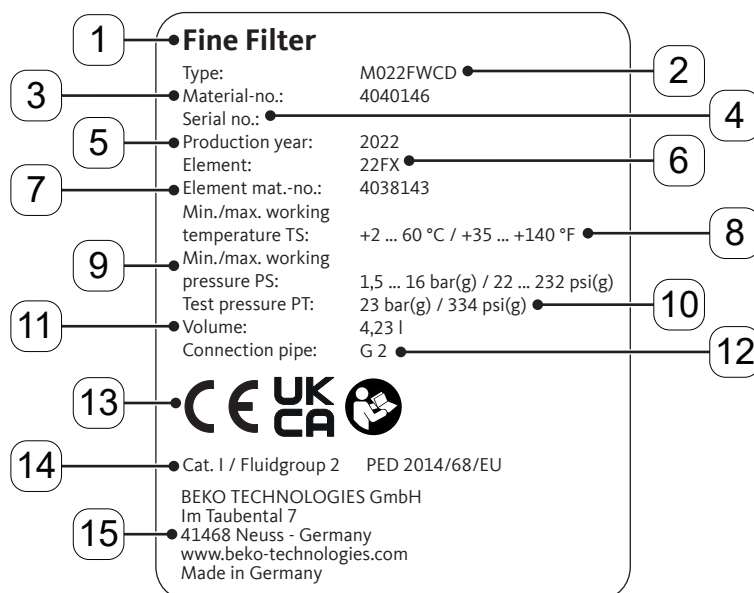 1 Fine Filter
Type: M022FWCD 2
3 Material-no.: 4040146
Serial no.: 4
5 Production year: 2022
Element: 22FX 6
7 Element mat.-no.: 4038143
Min./max. working
temperature TS: +2 ... 60 °C / +35 ... +140 °F 8
9 Min./max. working
pressure PS: 1,5 ... 16 bar(g) / 22 ... 232 psi(g)
Test pressure PT: 23 bar(g) / 334 psi(g) 10
11 Volume: 4,23 l
Connection pipe: G 2 12
13 CE UK
CA
14 Cat. I / Fluidgroup 2 PED 2014/68/EU
BEKO TECHNOLOGIES GmbH
Im Taubental 7
15 41468 Neuss - Germany
www.beko-technologies.com
Made in Germany